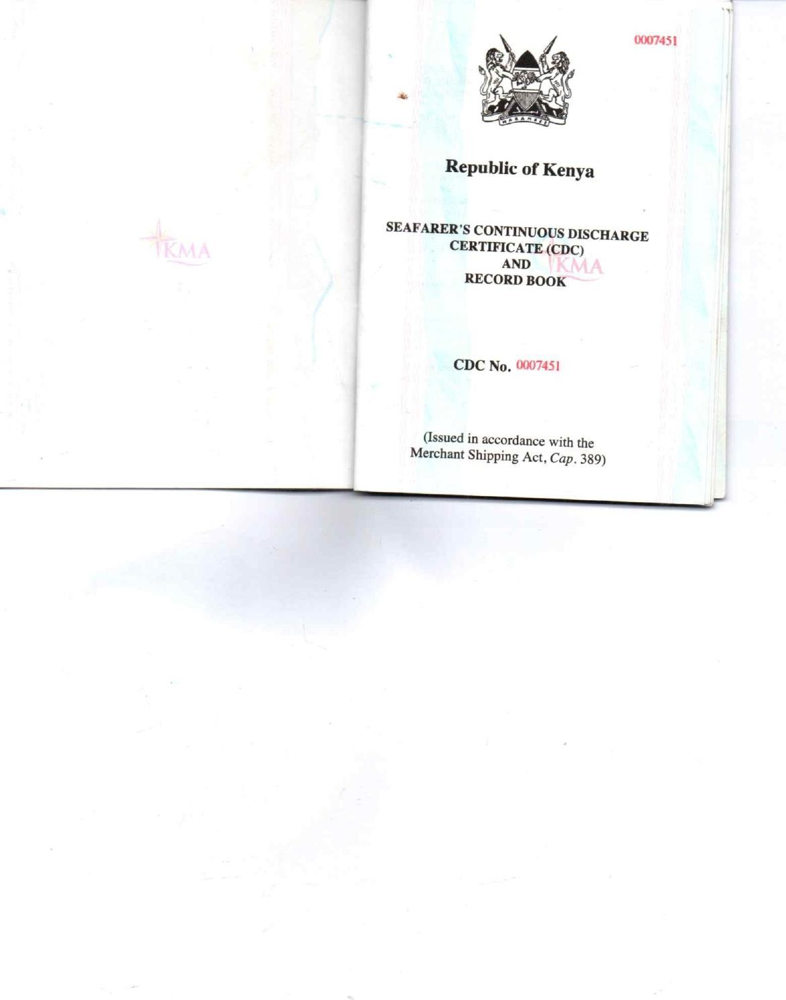 0007451
HARAMBEE
Republic of Kenya
SEAFARER'S CONTINUOUS DISCHARGE
CERTIFICATE (CDC)
AND
RECORD BOOK
KMA
KMA
CDC No. 0007451
(Issued in accordance with the
Merchant Shipping Act, Cap. 389)